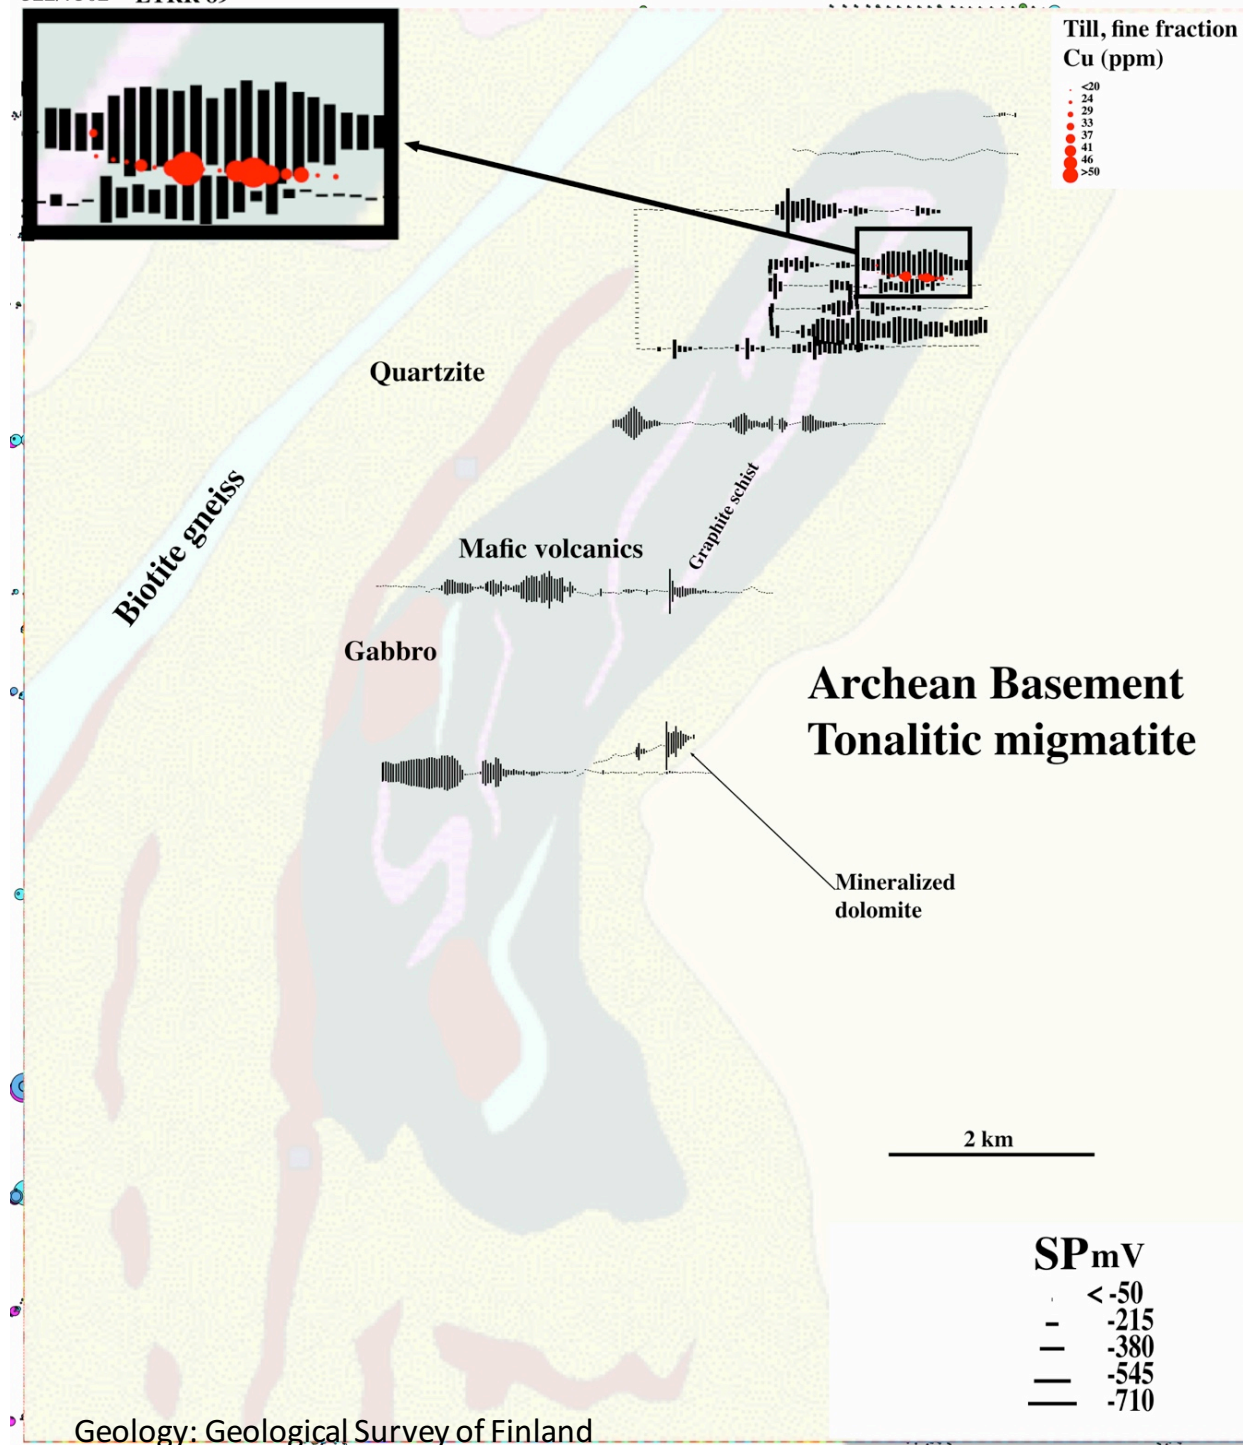 Till, fine fraction
Cu (ppm)
<20
24
29
33
37
41
46
>50
Quartzite
Biotite gneiss
Graphite schist
Mafic volcanics
Gabbro
Archean Basement
Tonalitic migmatite
Mineralized
dolomite
2 km
SP mV
< -50
-215
-380
-545
-710
Geology: Geological Survey of Finland